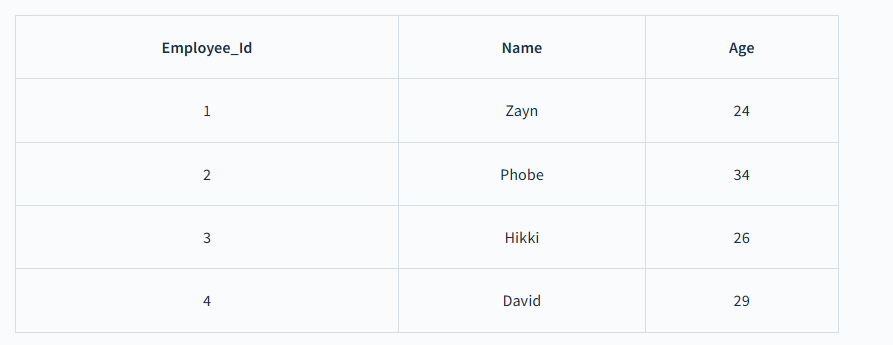 Employee_Id Name Age
1 Zayn 24
2 Phobe 34
3 Hikki 26
4 David 29